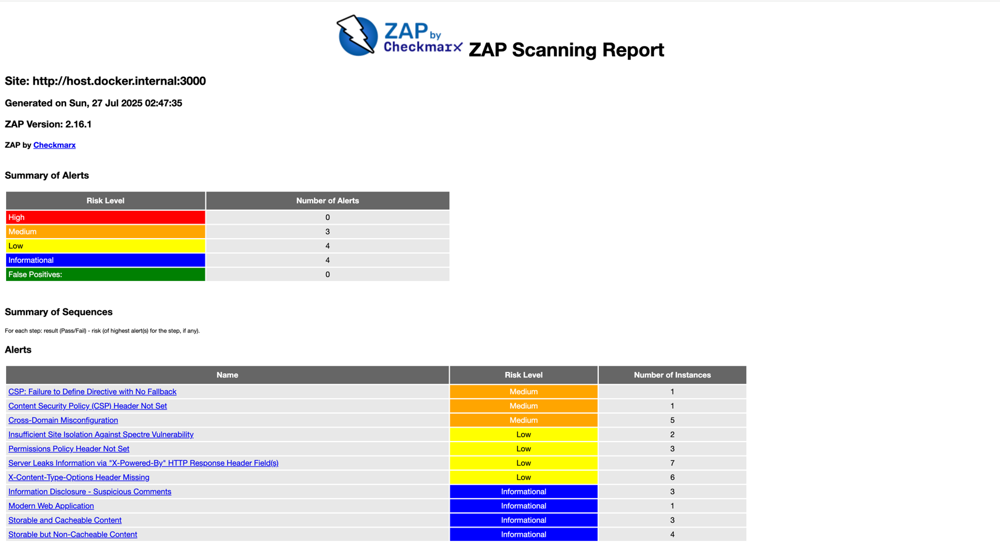 ZAP by
Checkmarx ZAP Scanning Report
Site: http://host.docker.internal:3000
Generated on Sun, 27 Jul 2025 02:47:35
ZAP Version: 2.16.1
ZAP by Checkmarx
Summary of Alerts
Risk Level Number of Alerts
High 0
Medium 3
Low 4
Informational 4
False Positives: 0
Summary of Sequences
For each step: result (Pass/Fail) - risk (of highest alert(s) for the step, if any).
Alerts
Name Risk Level Number of Instances
CSP: Failure to Define Directive with No Fallback Medium 1
Content Security Policy (CSP) Header Not Set Medium 1
Cross-Domain Misconfiguration Medium 5
Insufficient Site Isolation Against Spectre Vulnerability Low 2
Permissions Policy Header Not Set Low 3
Server Leaks Information via "X-Powered-By" HTTP Response Header Field(s) Low 7
X-Content-Type-Options Header Missing Low 6
Information Disclosure - Suspicious Comments Informational 3
Modern Web Application Informational 1
Storable and Cacheable Content Informational 3
Storable but Non-Cacheable Content Informational 4